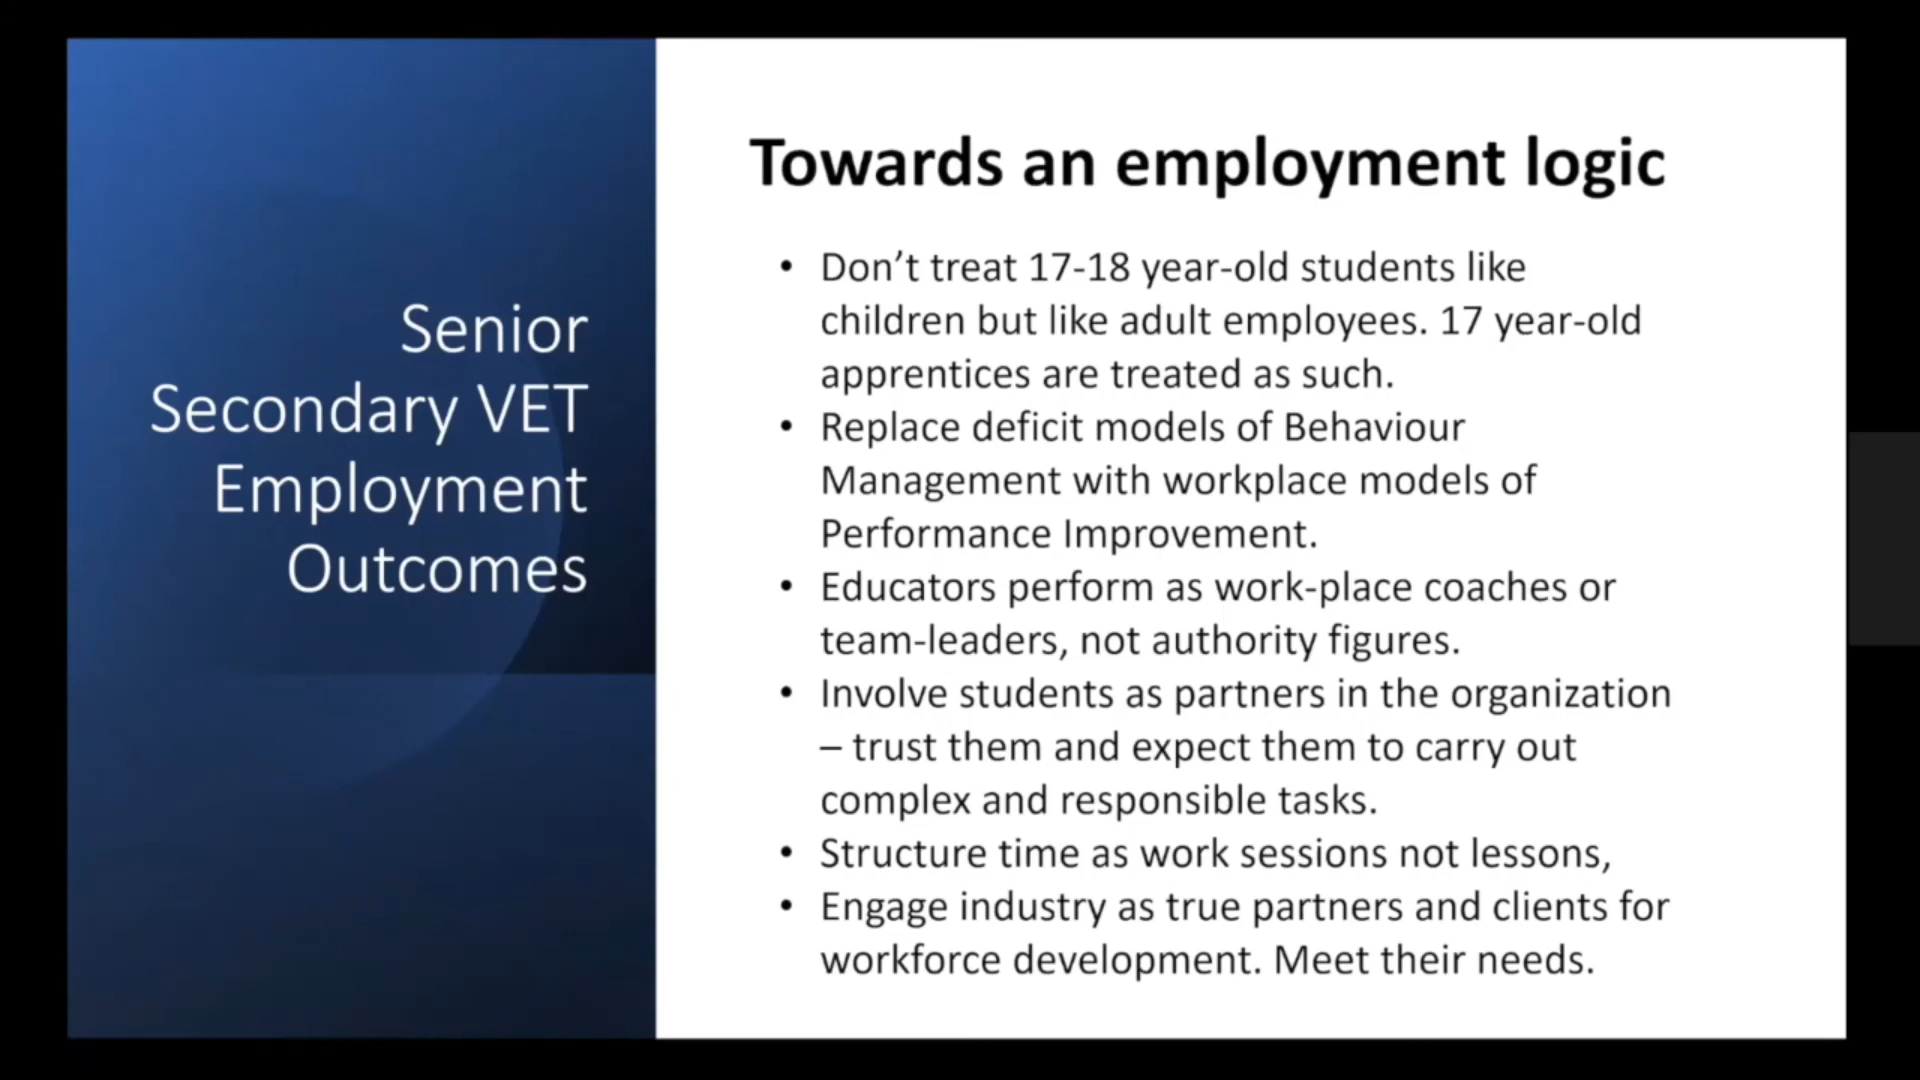 Senior
Secondary VET
Employment
Outcomes
Towards an employment logic
• Don’t treat 17-18 year-old students like
children but like adult employees. 17 year-old
apprentices are treated as such.
• Replace deficit models of Behaviour
Management with workplace models of
Performance Improvement.
• Educators perform as work-place coaches or
team-leaders, not authority figures.
• Involve students as partners in the organization
– trust them and expect them to carry out
complex and responsible tasks.
• Structure time as work sessions not lessons,
• Engage industry as true partners and clients for
workforce development. Meet their needs.